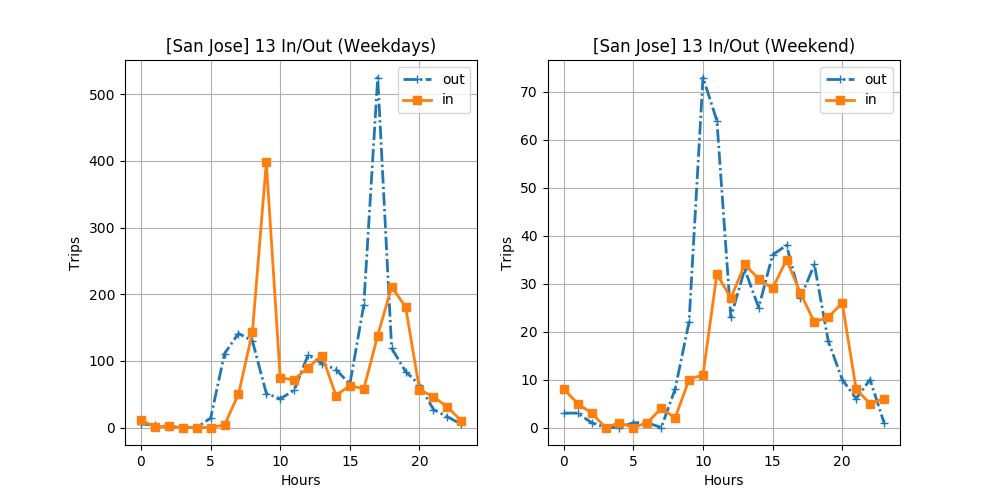 [San Jose] 13 In/Out (Weekdays)
500
400
300
200
100
0
Trips
0 5 10 15 20
Hours
out
in
[San Jose] 13 In/Out (Weekend)
70
60
50
40
30
20
10
0
Trips
0 5 10 15 20
Hours
out
in